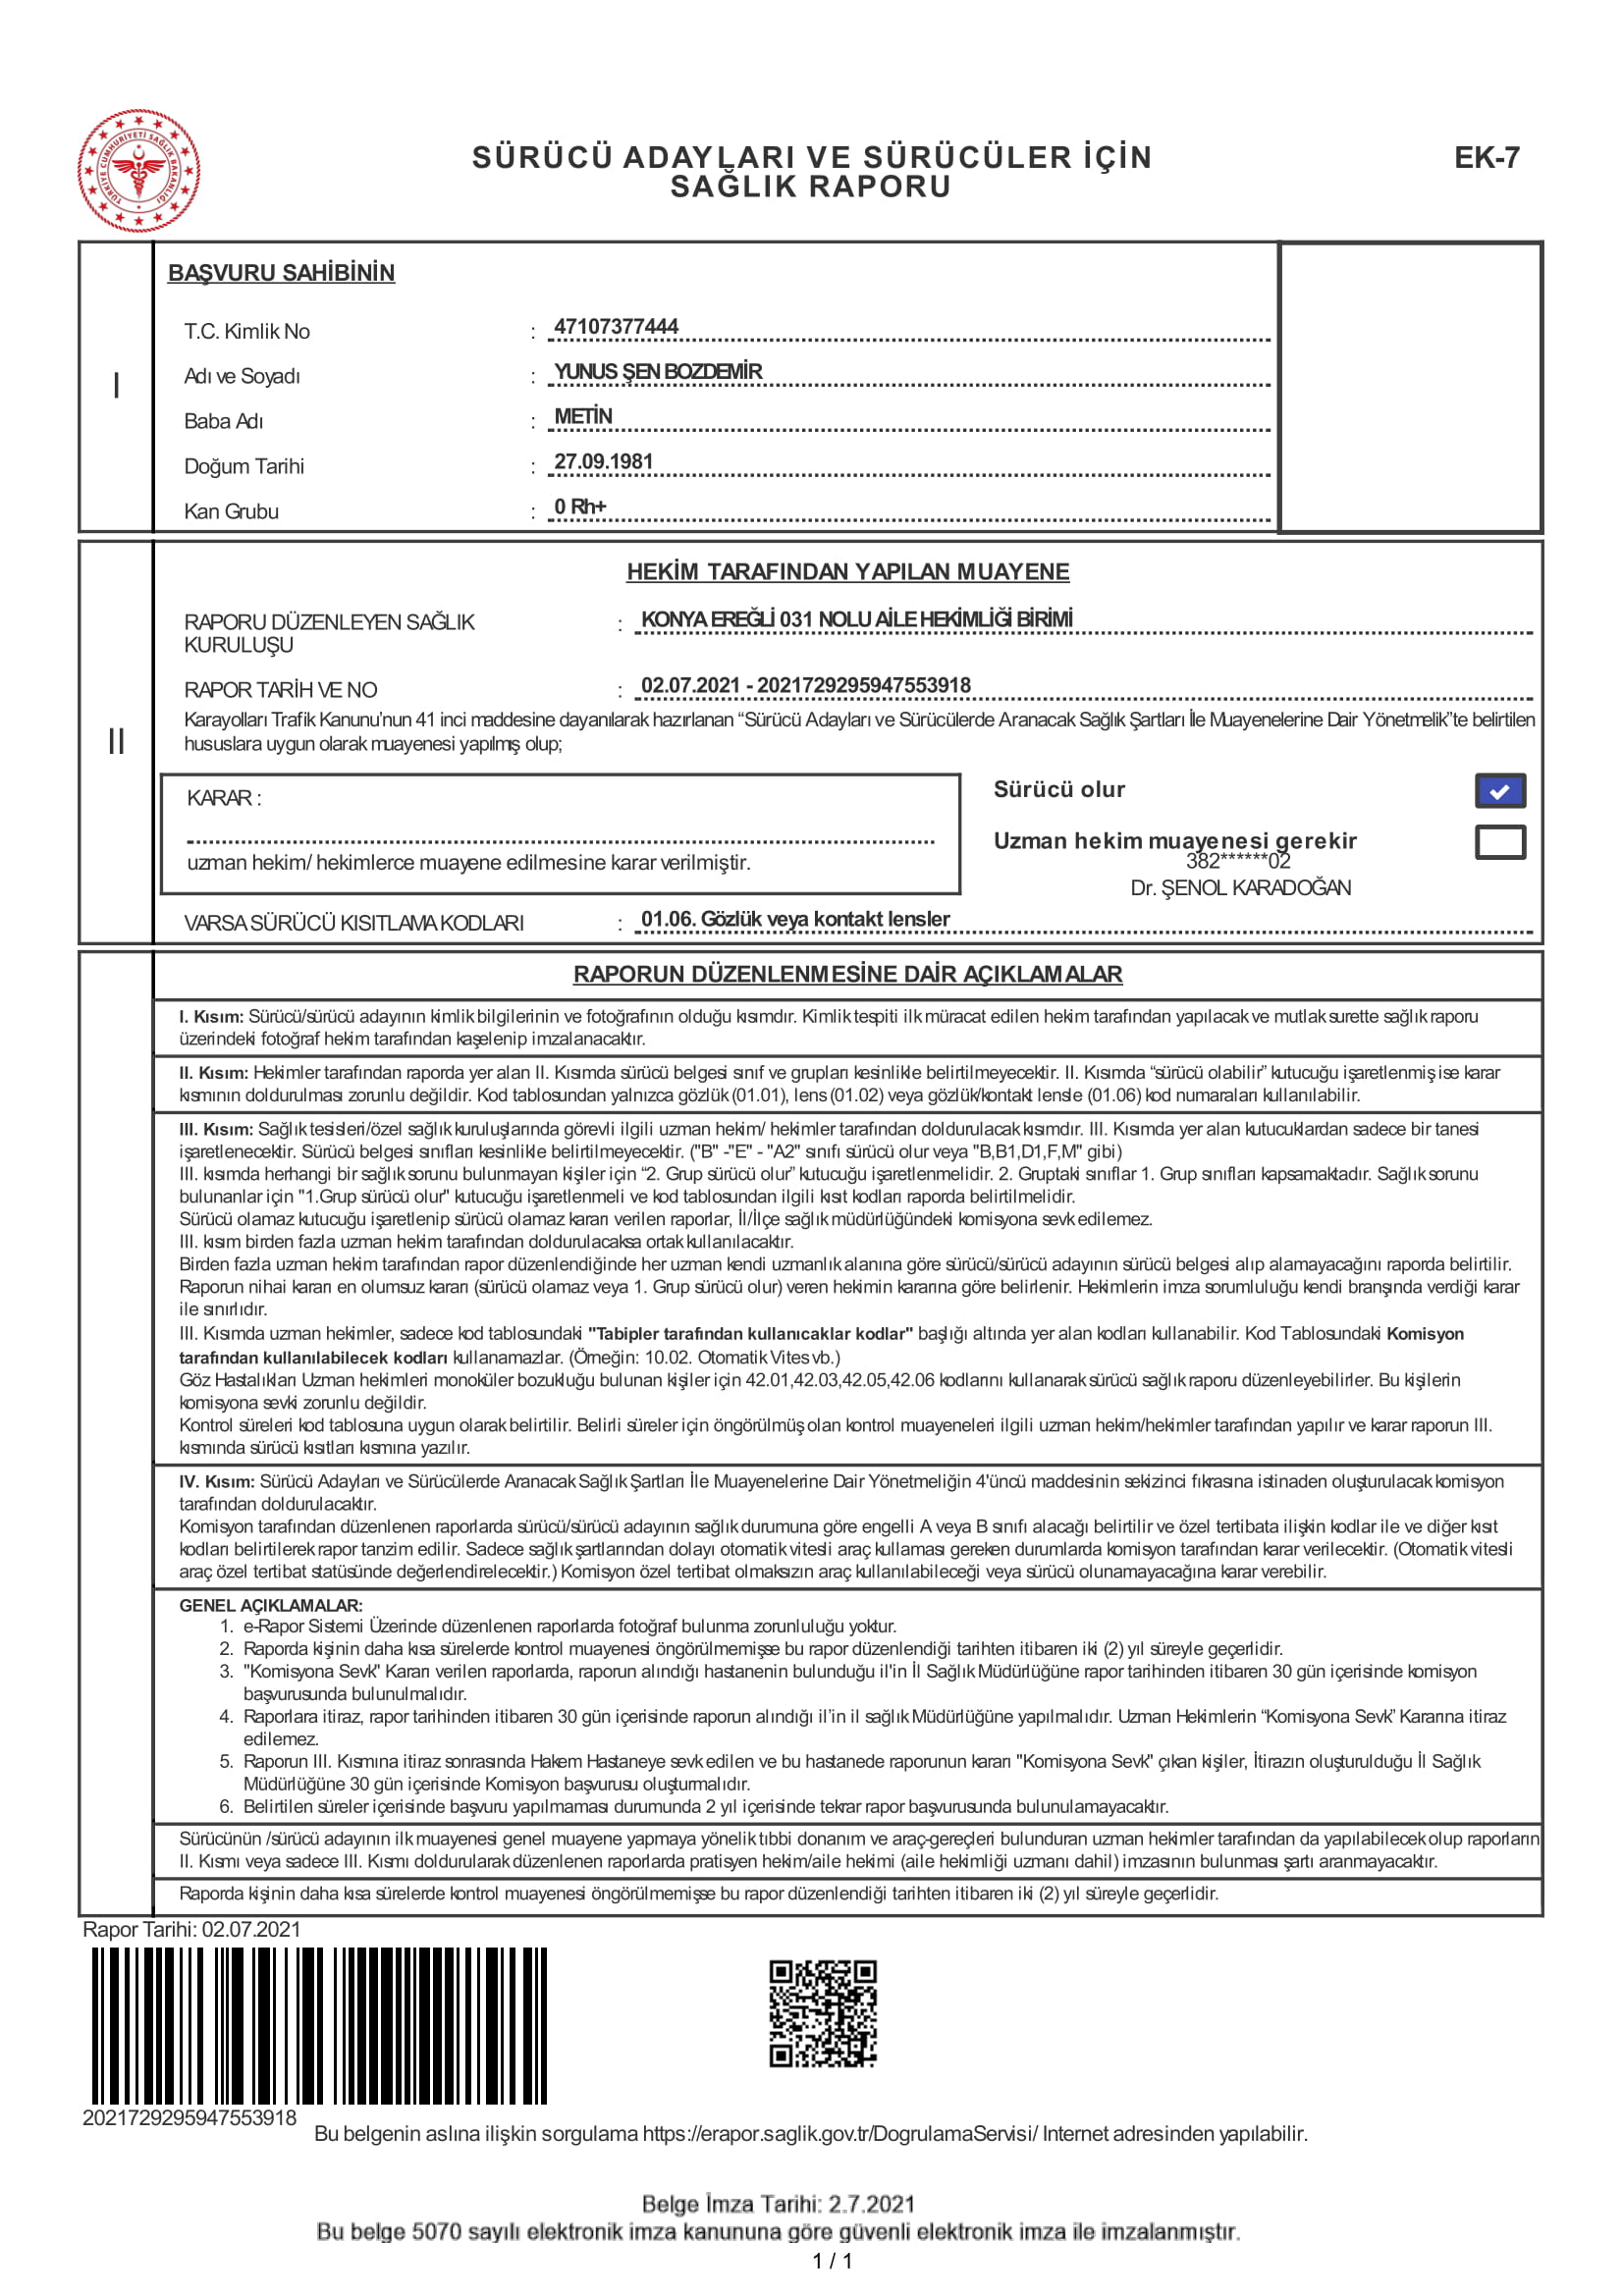 TÜRKİYE CUMHURİYETİ SAĞLIK BAKANLIĞI
SÜRÜCÜ ADAYLARI VE SÜRÜCÜLER İÇİN
SAĞLIK RAPORU
EK-7
I
BAŞVURU SAHİBİNİN
T.C. Kimlik No : 47107377444
Adı ve Soyadı : YUNUS ŞEN BOZDEMİR
Baba Adı : METİN
Doğum Tarihi : 27.09.1981
Kan Grubu : 0 Rh+
II
HEKİM TARAFINDAN YAPILAN MUAYENE
RAPORU DÜZENLEYEN SAĞLIK
KURULUŞU : KONYA EREĞLİ 031 NOLU AİLE HEKİMLİĞİ BİRİMİ
RAPOR TARİH VE NO : 02.07.2021 - 2021729295947553918
Karayolları Trafik Kanunu'nun 41 inci maddesine dayanılarak hazırlanan “Sürücü Adayları ve Sürücülerde Aranacak Sağlık Şartları İle Muayenelerine Dair Yönetmelik”te belirtilen
hususlara uygun olarak muayenesi yapılmış olup;
KARAR :
uzman hekim/ hekimlerce muayene edilmesine karar verilmiştir.
Sürücü olur
Uzman hekim muayenesi gerekir
382******02
Dr. ŞENOL KARADOĞAN
VARSA SÜRÜCÜ KISITLAMA KODLARI : 01.06. Gözlük veya kontakt lensler
RAPORUN DÜZENLENMESİNE DAİR AÇIKLAMALAR
I. Kısım: Sürücü/sürücü adayının kimlik bilgilerinin ve fotoğrafının olduğu kısımdır. Kimlik tespiti ilk müracat edilen hekim tarafından yapılacak ve mutlak surette sağlık raporu
üzerindeki fotoğraf hekim tarafından kaşelenip imzalanacaktır.
II. Kısım: Hekimler tarafından raporda yer alan II. Kısımda sürücü belgesi sınıf ve grupları kesinlikle belirtilmeyecektir. II. Kısımda “sürücü olabilir” kutucuğu işaretlenmiş ise karar
kısmının doldurulması zorunlu değildir. Kod tablosundan yalnızca gözlük (01.01), lens (01.02) veya gözlük/kontakt lensle (01.06) kod numaraları kullanılabilir.
III. Kısım: Sağlık tesisleri/özel sağlık kuruluşlarında görevli ilgili uzman hekim/ hekimler tarafından doldurulacak kısımdır. III. Kısımda yer alan kutucuklardan sadece bir tanesi
işaretlenecektir. Sürücü belgesi sınıfları kesinlikle belirtilmeyecektir. ("B" -"E" - "A2" sınıfı sürücü olur veya "B,B1,D1,F,M" gibi)
III. kısımda herhangi bir sağlık sorunu bulunmayan kişiler için “2. Grup sürücü olur” kutucuğu işaretlenmelidir. 2. Gruptaki sınıflar 1. Grup sınıfları kapsamaktadır. Sağlık sorunu
bulunanlar için "1.Grup sürücü olur" kutucuğu işaretlenmeli ve kod tablosundan ilgili kısıt kodları raporda belirtilmelidir.
Sürücü olamaz kutucuğu işaretlenip sürücü olamaz kararı verilen raporlar, İl/İlçe sağlık müdürlüğündeki komisyona sevk edilemez.
III. kısım birden fazla uzman hekim tarafından doldurulacaksa ortak kullanılacaktır.
Birden fazla uzman hekim tarafından rapor düzenlendiğinde her uzman kendi uzmanlık alanına göre sürücü/sürücü adayının sürücü belgesi alıp alamayacağını raporda belirtilir.
Raporun nihai kararı en olumsuz kararı (sürücü olamaz veya 1. Grup sürücü olur) veren hekimin kararına göre belirlenir. Hekimlerin imza sorumluluğu kendi branşında verdiği karar
ile sınırlıdır.
III. Kısımda uzman hekimler, sadece kod tablosundaki "Tabipler tarafından kullanıcaklar kodlar" başlığı altında yer alan kodları kullanabilir. Kod Tablosundaki Komisyon
tarafından kullanılabilecek kodları kullanamazlar. (Örneğin: 10.02. Otomatik Vites vb.)
Göz Hastalıkları Uzman hekimleri monoküler bozukluğu bulunan kişiler için 42.01,42.03,42.05,42.06 kodlarını kullanarak sürücü sağlık raporu düzenleyebilirler. Bu kişilerin
komisyona sevki zorunlu değildir.
Kontrol süreleri kod tablosuna uygun olarak belirtilir. Belirli süreler için öngörülmüş olan kontrol muayeneleri ilgili uzman hekim/hekimler tarafından yapılır ve karar raporun III.
kısmında sürücü kısıtları kısmına yazılır.
IV. Kısım: Sürücü Adayları ve Sürücülerde Aranacak Sağlık Şartları İle Muayenelerine Dair Yönetmeliğin 4'üncü maddesinin sekizinci fıkrasına istinaden oluşturulacak komisyon
tarafından doldurulacaktır.
Komisyon tarafından düzenlenen raporlarda sürücü/sürücü adayının sağlık durumuna göre engelli A veya B sınıfı alacağı belirtilir ve özel tertibata ilişkin kodlar ile ve diğer kısıt
kodları belirtilerek rapor tanzim edilir. Sadece sağlık şartlarından dolayı otomatik vitesli araç kullaması gereken durumlarda komisyon tarafından karar verilecektir. (Otomatik vitesli
araç özel tertibat statüsünde değerlendirelecektir.) Komisyon özel tertibat olmaksızın araç kullanılabileceği veya sürücü olunamayacağına karar verebilir.
GENEL AÇIKLAMALAR:
1. e-Rapor Sistemi Üzerinde düzenlenen raporlarda fotoğraf bulunma zorunluluğu yoktur.
2. Raporda kişinin daha kısa sürelerde kontrol muayenesi öngörülmemişse bu rapor düzenlendiği tarihten itibaren iki (2) yıl süreyle geçerlidir.
3. "Komisyona Sevk" Kararı verilen raporlarda, raporun alındığı hastanenin bulunduğu il'in İl Sağlık Müdürlüğüne rapor tarihinden itibaren 30 gün içerisinde komisyon
başvurusunda bulunulmalıdır.
4. Raporlara itiraz, rapor tarihinden itibaren 30 gün içerisinde raporun alındığı il’in il sağlık Müdürlüğüne yapılmalıdır. Uzman Hekimlerin “Komisyona Sevk” Kararına itiraz
edilemez.
5. Raporun III. Kısmına itiraz sonrasında Hakem Hastaneye sevk edilen ve bu hastanede raporunun kararı "Komisyona Sevk" çıkan kişiler, İtirazın oluşturulduğu İl Sağlık
Müdürlüğüne 30 gün içerisinde Komisyon başvurusu oluşturmalıdır.
6. Belirtilen süreler içerisinde başvuru yapılmaması durumunda 2 yıl içerisinde tekrar rapor başvurusunda bulunulamayacaktır.
Sürücünün /sürücü adayının ilk muayenesi genel muayene yapmaya yönelik tıbbi donanım ve araç-gereçleri bulunduran uzman hekimler tarafından da yapılabilecek olup raporların
II. Kısmı veya sadece III. Kısmı doldurularak düzenlenen raporlarda pratisyen hekim/aile hekimi (aile hekimliği uzmanı dahil) imzasının bulunması şartı aranmayacaktır.
Raporda kişinin daha kısa sürelerde kontrol muayenesi öngörülmemişse bu rapor düzenlendiği tarihten itibaren iki (2) yıl süreyle geçerlidir.
Rapor Tarihi: 02.07.2021
2021729295947553918
Bu belgenin aslına ilişkin sorgulama https://erapor.saglik.gov.tr/DogrulamaServisi/ Internet adresinden yapılabilir.
Belge İmza Tarihi: 2.7.2021
Bu belge 5070 sayılı elektronik imza kanununa göre güvenli elektronik imza ile imzalanmıştır.
1 / 1